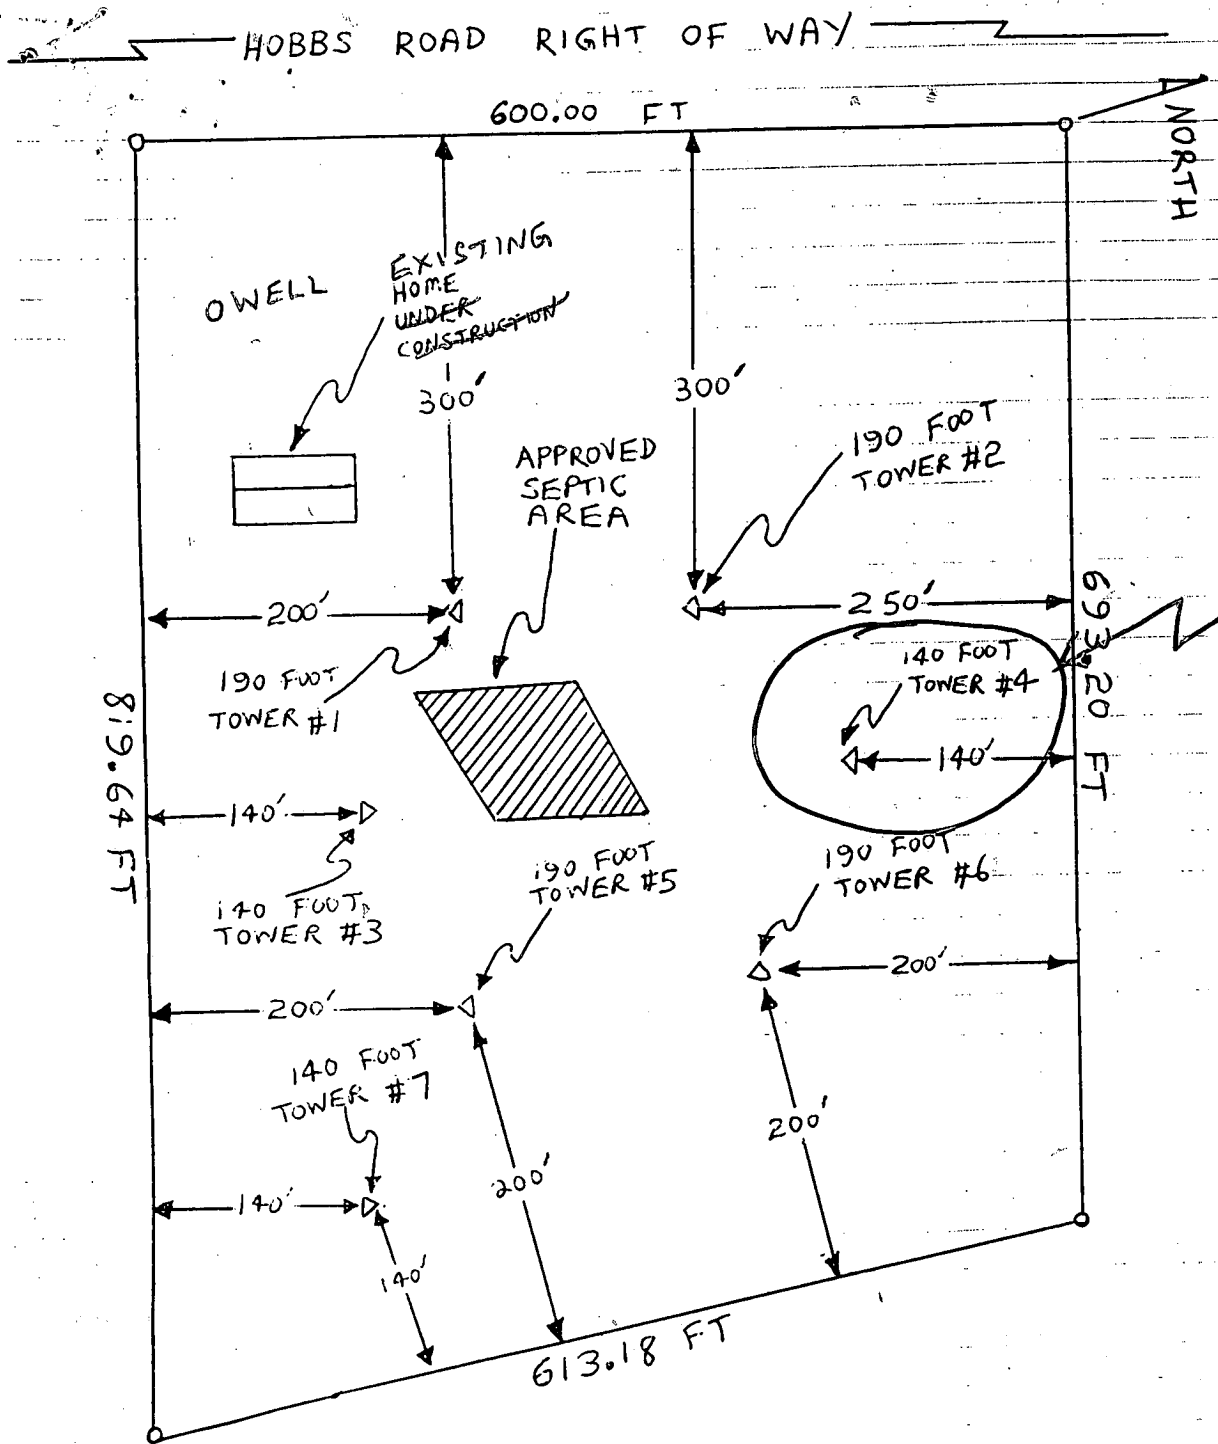 HOBBS ROAD RIGHT OF WAY
600.00 FT
NORTH
O WELL
EXISTING
HOME
UNDER
CONSTRUCTION
300'
300'
190 FOOT
TOWER #2
APPROVED
SEPTIC
AREA
200'
250'
693.20 FT
190 FOOT
TOWER #1
140 FOOT
TOWER #4
140'
819.64 FT
140'
140 FOOT
TOWER #3
190 FOOT
TOWER #5
190 FOOT
TOWER #6
200'
200'
140 FOOT
TOWER #7
200'
200'
140'
140'
613.18 FT